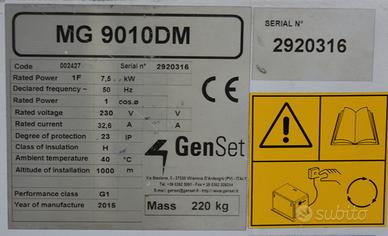 MG 9010DM
SERIAL N°
2920316
Code 002427 Serial n° 2920316
Rated Power 1F 7,5 kW
Declared frequency ~ 50 Hz
Rated Power 1 cos.ø
Rated voltage 230 V V
Rated current 32,6 A A
Degree of protection 23 IP
Class of insulation H
Ambient temperature 40 °C
Altitude of installation 1000 m
Performance class G1
Year of manufacture 2015
CE
GenSet
Mass 220 kg
subito